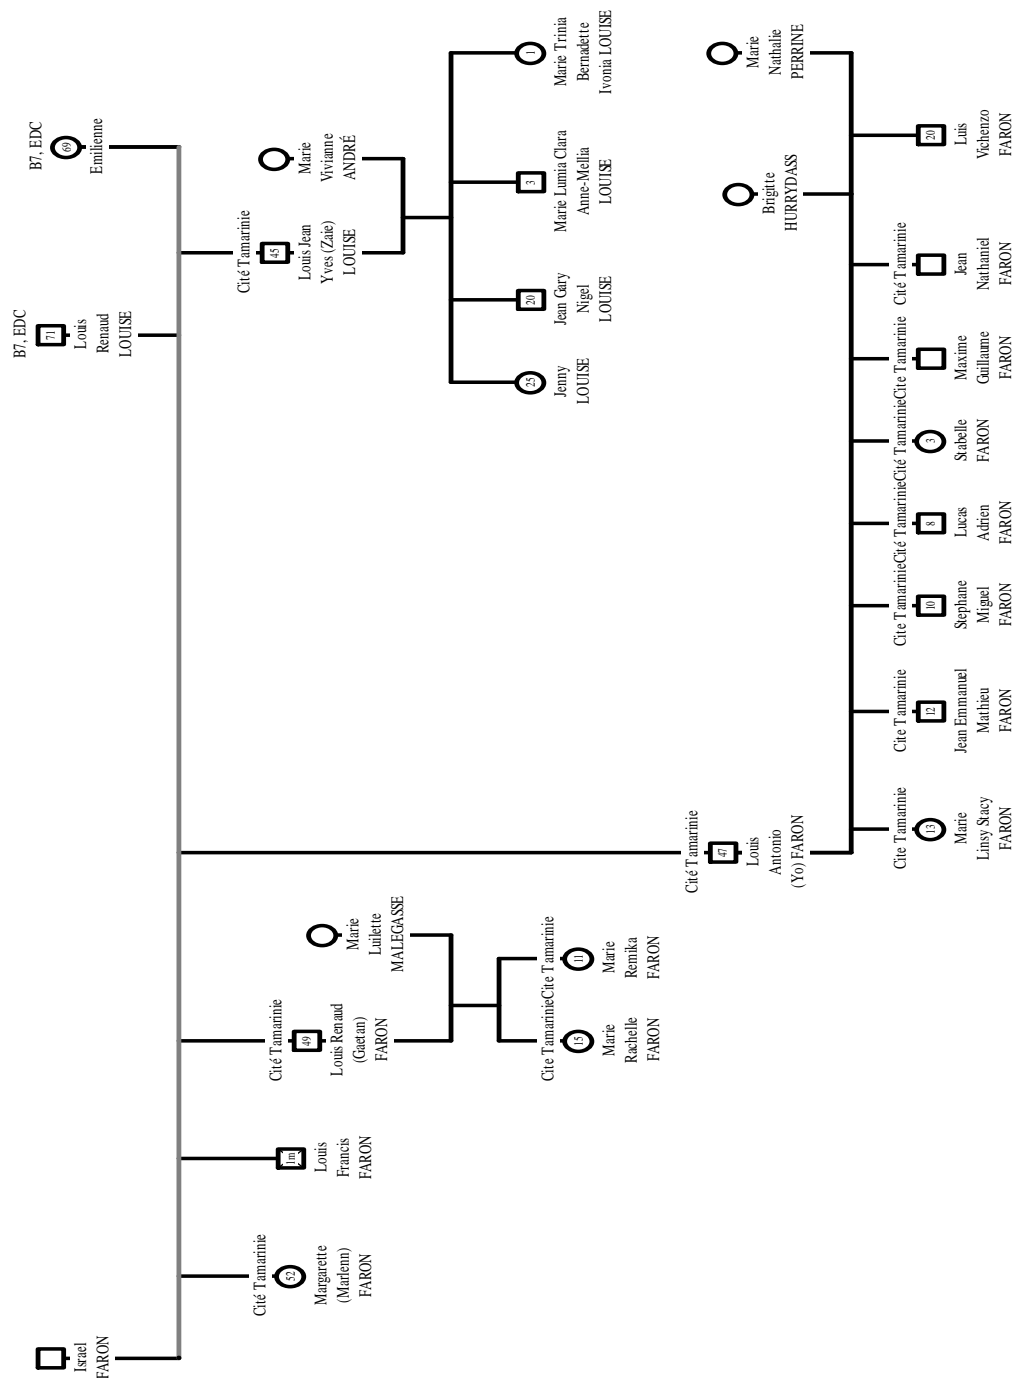 B7, EDC
69
Emilienne
B7, EDC
71
Louis
Renaud
LOUISE
Israel
FARON
Cité Tamarinie
52
Margarette
(Marlenn)
FARON
1m
Louis
Francis
FARON
Cité Tamarinie
49
Louis Renaud
(Gaetan)
FARON
Marie
Luilette
MALEGASSE
Cite Tamarinie
15
Marie
Rachelle
FARON
Cite Tamarinie
11
Marie
Remika
FARON
Cité Tamarinie
47
Louis
Antonio
(Yo) FARON
Cité Tamarinie
45
Louis Jean
Yves (Zaie)
LOUISE
Marie
Vivianne
ANDRÉ
25
Jenny
LOUISE
20
Jean Gary
Nigel
LOUISE
3
Marie Lumia Clara
Anne-Mellia
LOUISE
1
Marie Trinia
Bernadette
Ivonia LOUISE
Brigitte
HURRYDASS
Marie
Nathalie
PERRINE
Cite Tamarinie
13
Marie
Linsy Stacy
FARON
Cite Tamarinie
12
Jean Emmanuel
Mathieu
FARON
Cite Tamarinie
10
Stephane
Miguel
FARON
Cité Tamarinie
8
Lucas
Adrien
FARON
Cité Tamarinie
3
Stabelle
FARON
Cite Tamarinie
Maxime
Guillaume
FARON
Cité Tamarinie
Jean
Nathaniel
FARON
20
Luis
Vichenzo
FARON